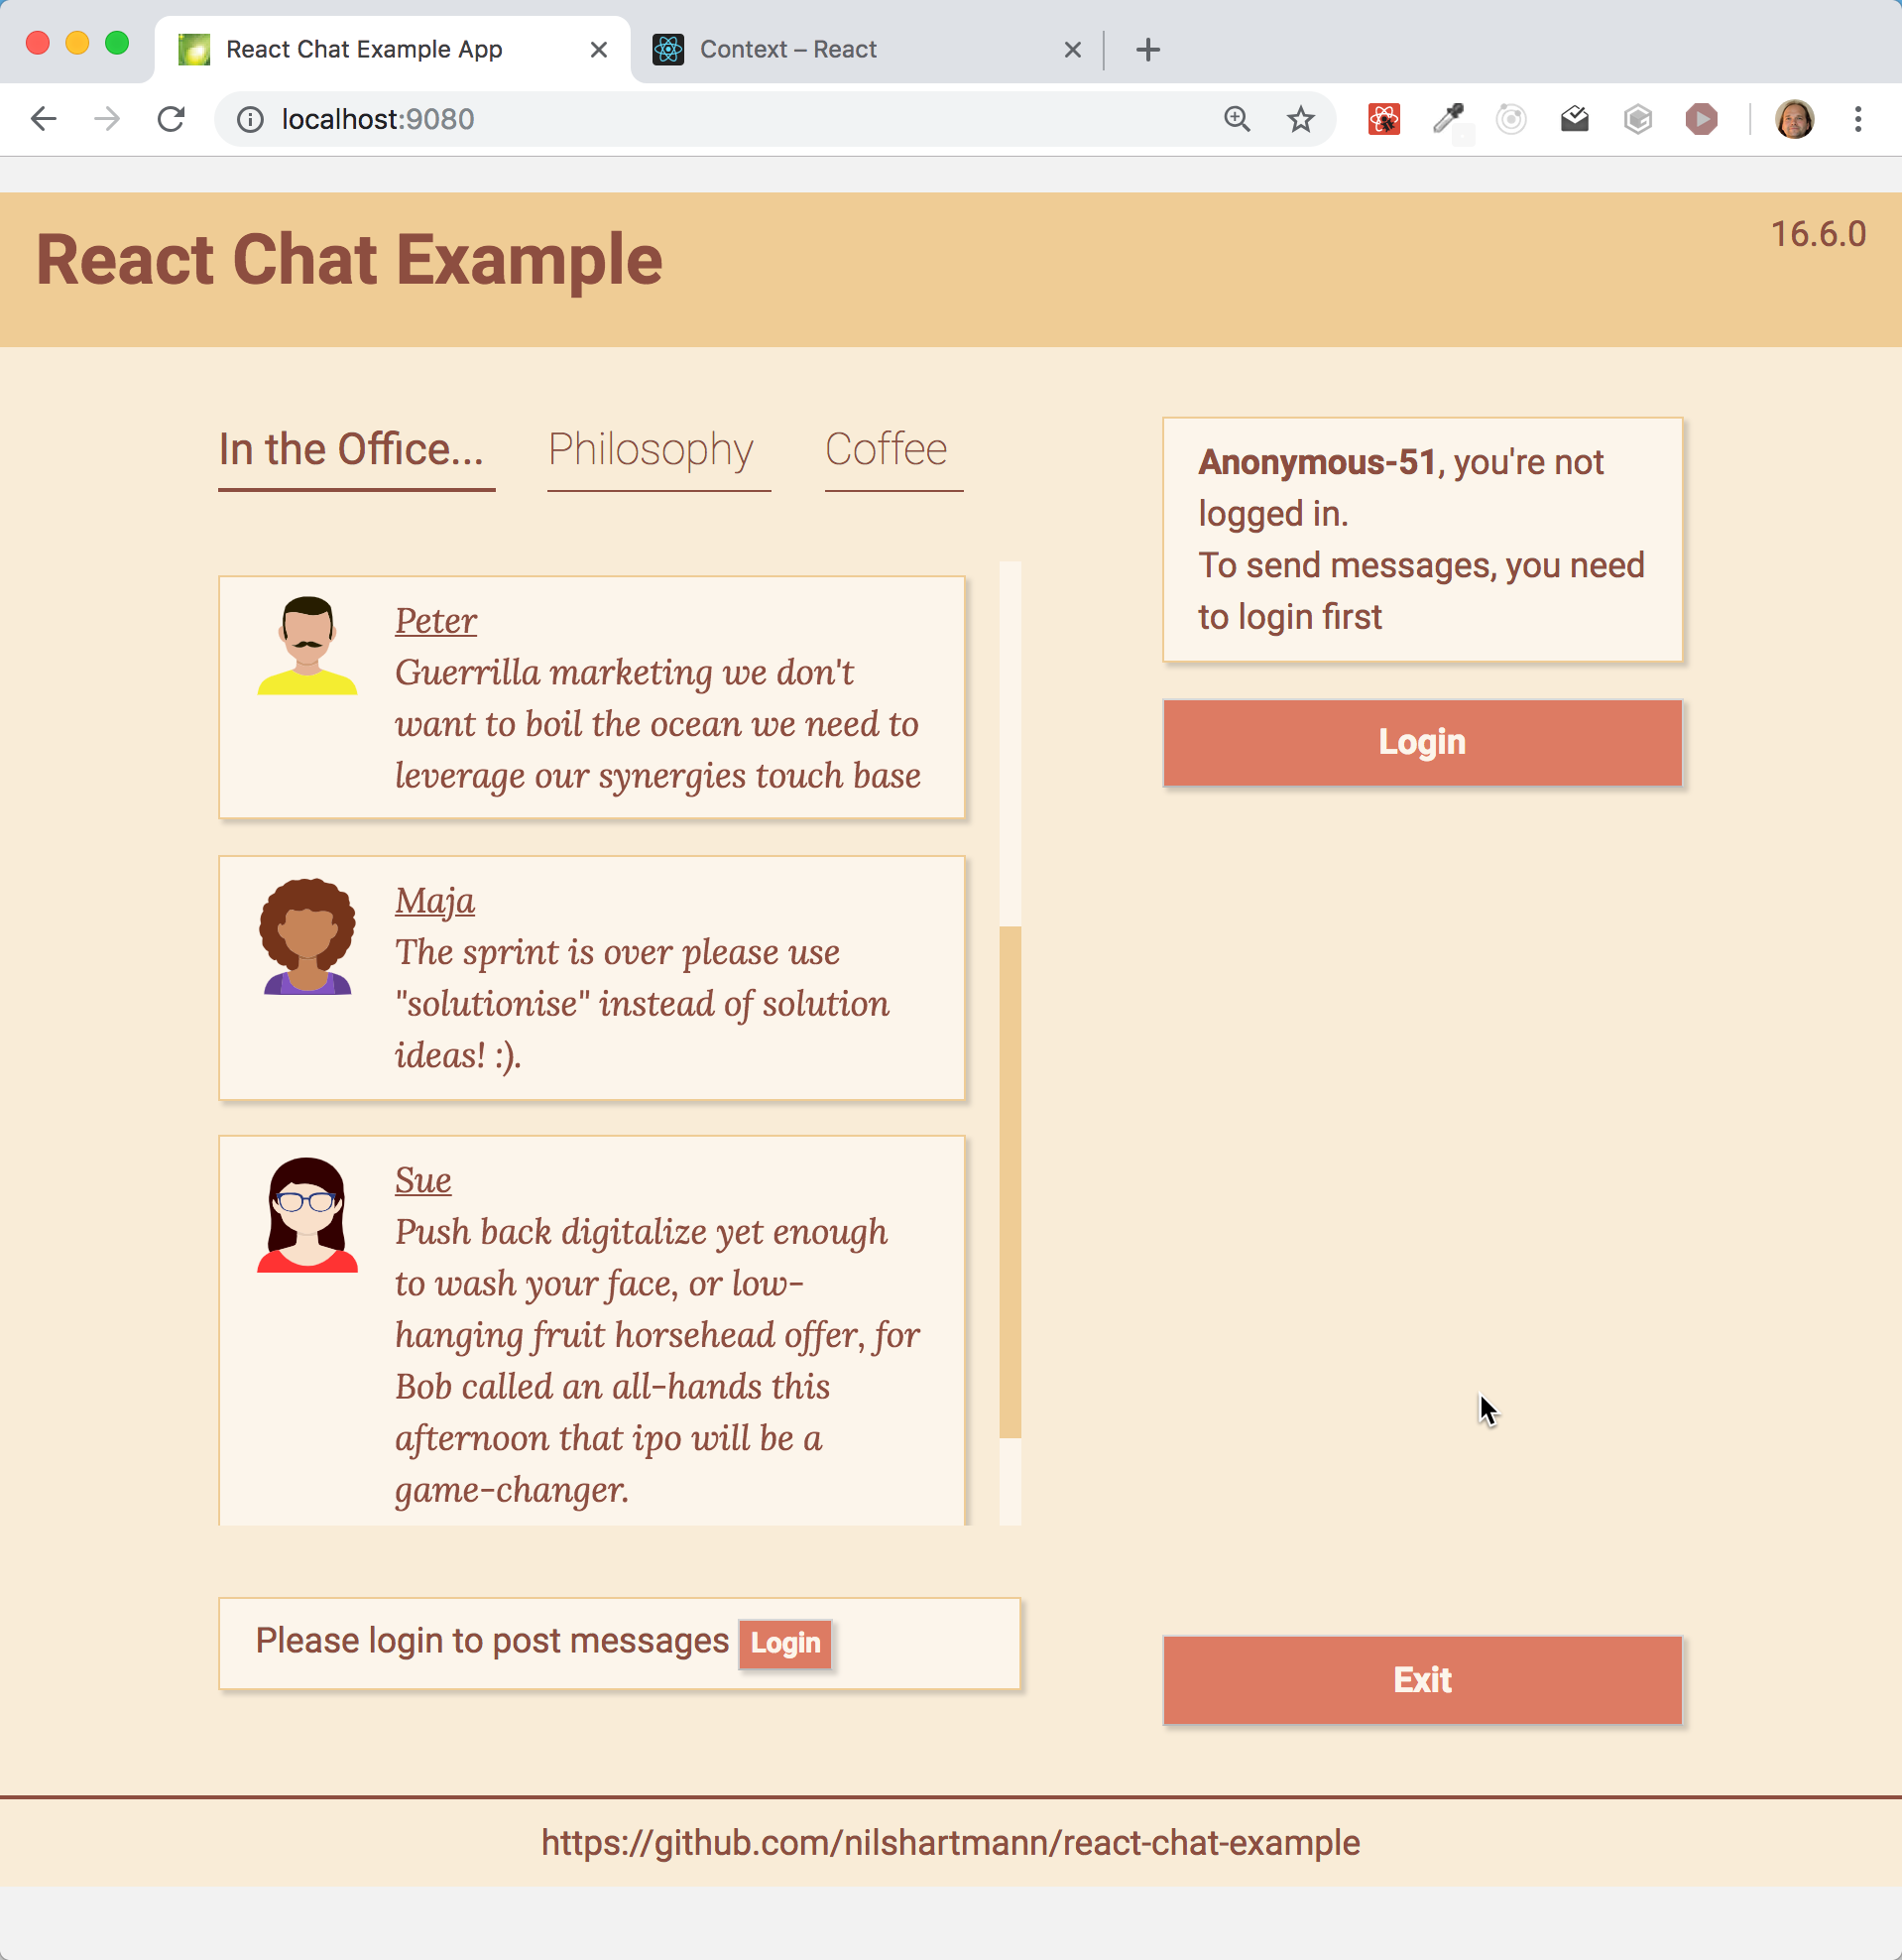 React Chat Example App
Context – React
localhost:9080
React Chat Example
16.6.0
In the Office...
Philosophy
Coffee
Peter
Guerrilla marketing we don't
want to boil the ocean we need to
leverage our synergies touch base
Maja
The sprint is over please use
"solutionise" instead of solution
ideas! :).
Sue
Push back digitalize yet enough
to wash your face, or low-
hanging fruit horsehead offer, for
Bob called an all-hands this
afternoon that ipo will be a
game-changer.
Please login to post messages Login
Anonymous-51, you're not
logged in.
To send messages, you need
to login first
Login
Exit
https://github.com/nilshartmann/react-chat-example